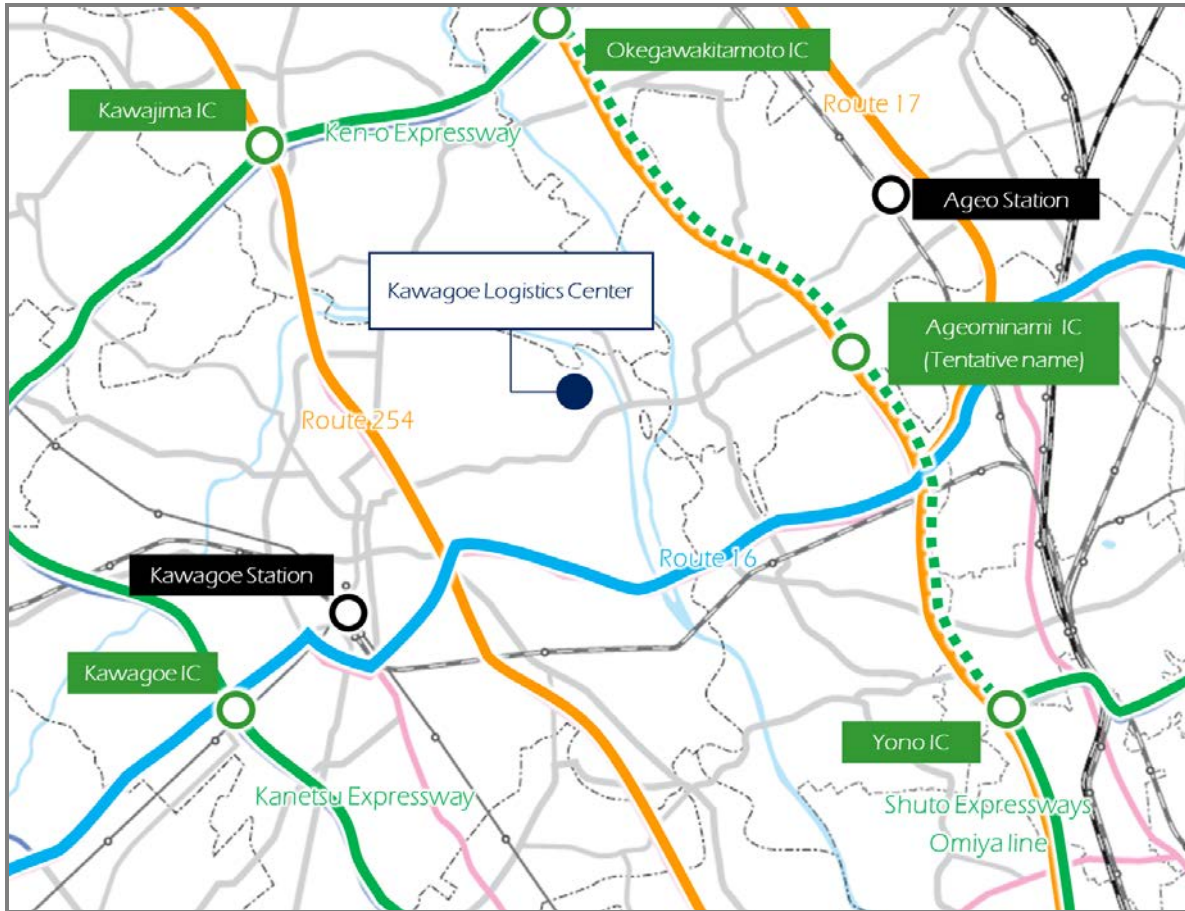 Okegawakitamoto IC
Kawajima IC
Route 17
Ken-o Expressway
Ageo Station
Kawagoe Logistics Center
Ageominami IC
(Tentative name)
Route 254
Route 16
Kawagoe Station
Kawagoe IC
Yono IC
Kanetsu Expressway
Shuto Expressways
Omiya line